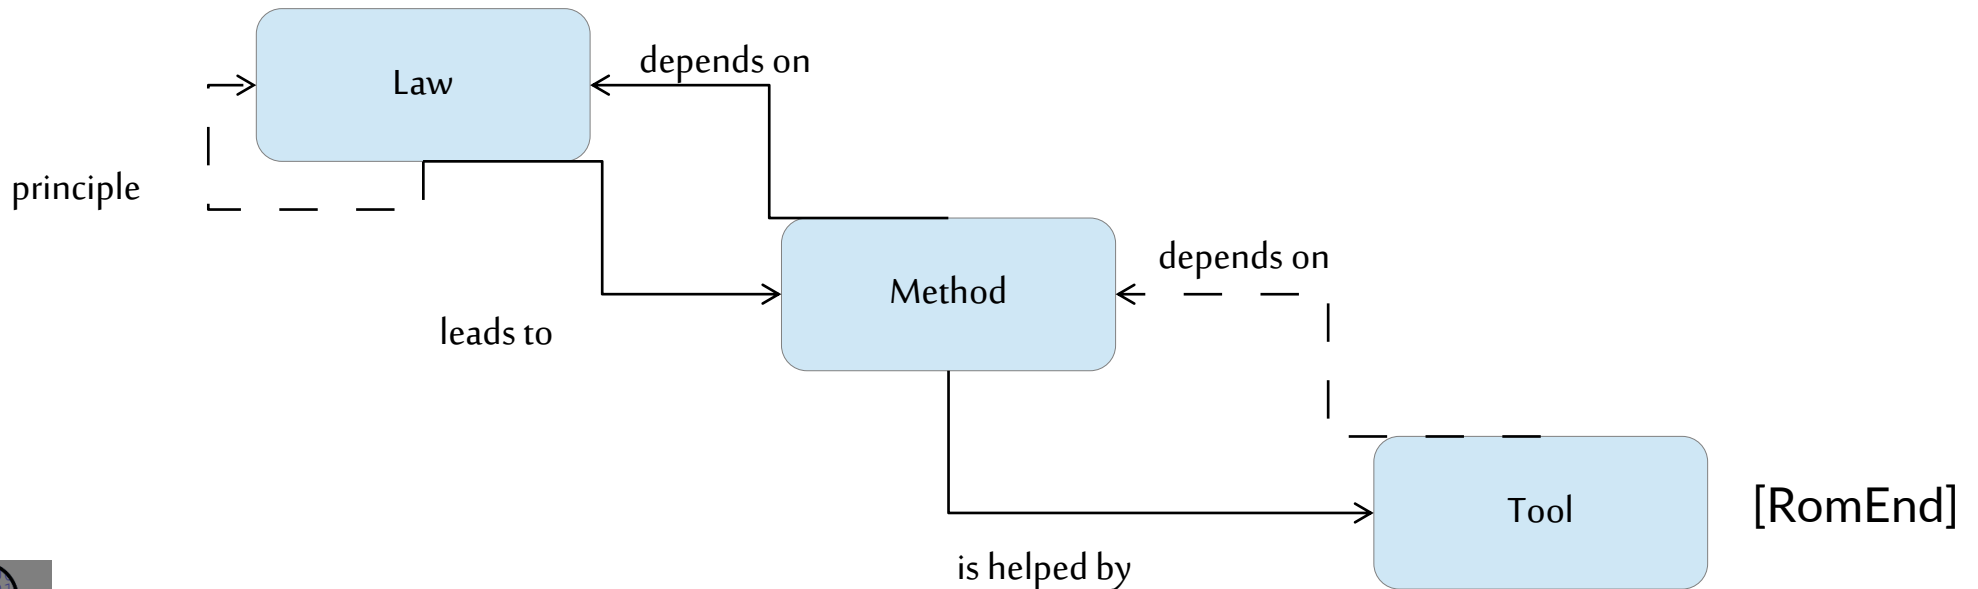 depends on
Law
principle
depends on
Method
leads to
Tool
[RomEnd]
is helped by